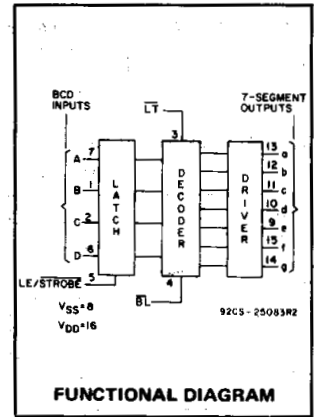 BCD INPUTS
7-SEGMENT OUTPUTS
LT
3
A 7
B 1
C 2
D 6
LATCH
DECODER
DRIVER
13 a
12 b
11 c
10 d
9 e
15 f
14 g
5
LE/STROBE
4
BL
VSS=8
VDD=16
92CS-25083R2
FUNCTIONAL DIAGRAM